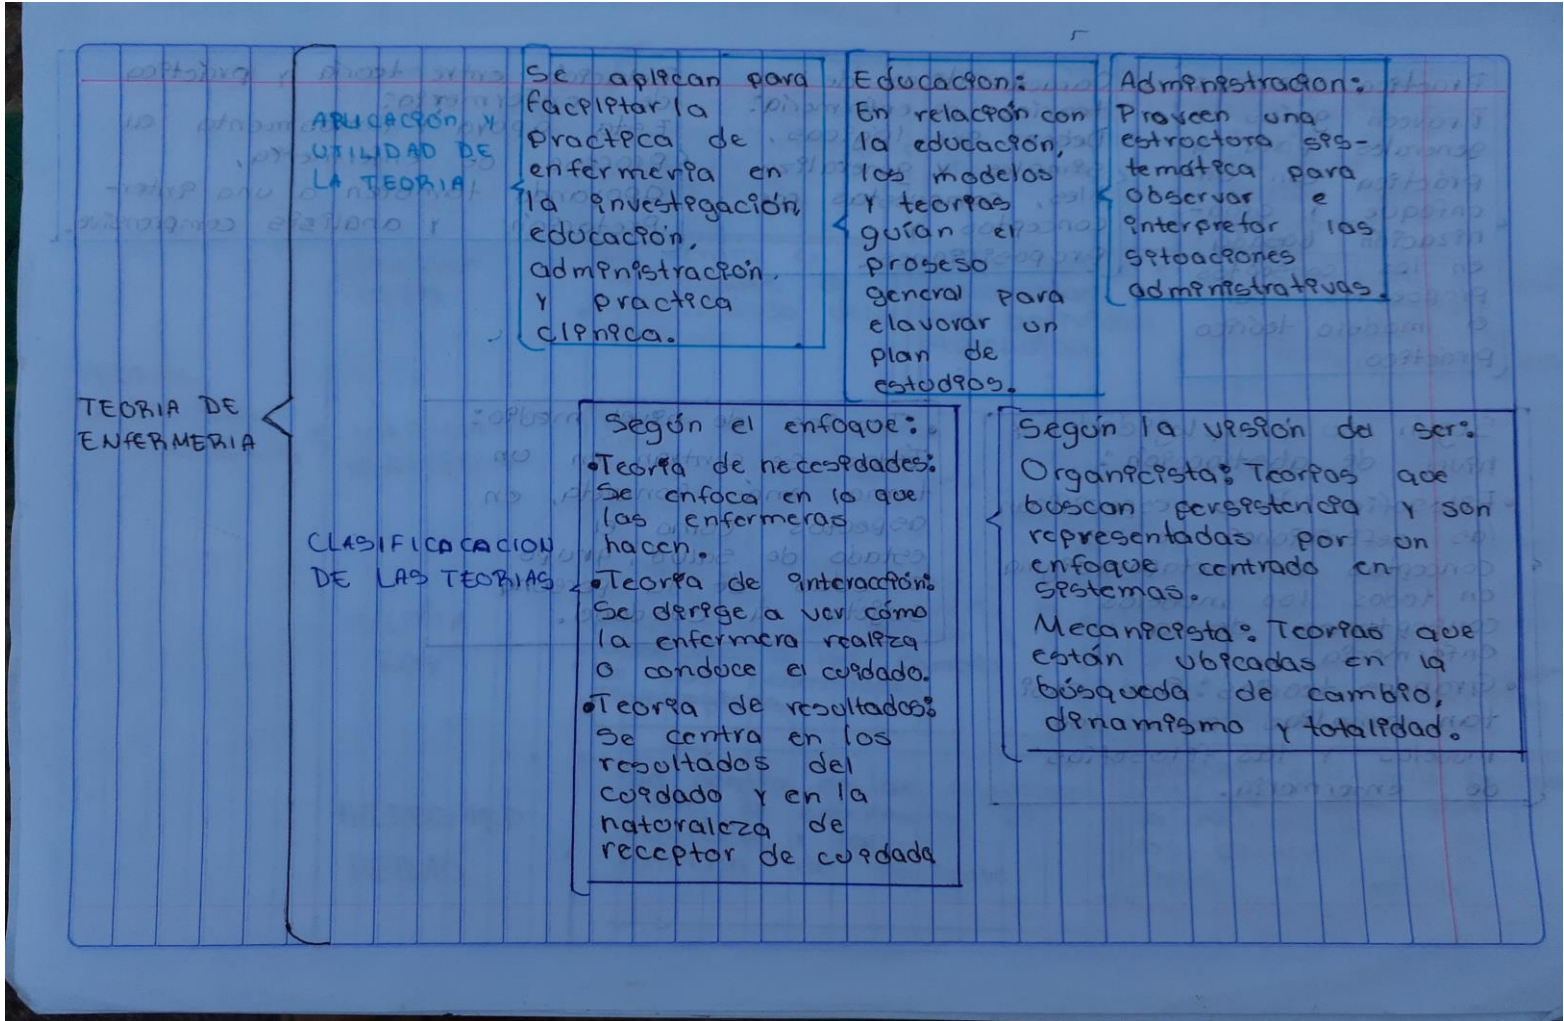 TEORIA DE
ENFERMERIA
APLICACIÓN Y
UTILIDAD DE
LA TEORIA
Se aplican para
facilitar la
practica de
enfermeria en
la investigación,
educación,
administración.
Y practica
clinica.
Educacion:
En relación con
la educación,
los modelos
Y teorias
guían el
proseso
general para
elavorar un
plan de
estudios.
Administracion:
Proveen una
estructura sis-
temática para
observar e
interpretar las
situaciones
administrativas.
CLASIFICACACION
DE LAS TEORIAS
Según el enfoque:
•Teoría de necesidades:
Se enfoca en lo que
las enfermeras
hacen.
•Teoría de interacción:
Se dirige a ver cómo
la enfermera realiza
o conduce el cuidado.
•Teoria de resultados:
Se centra en los
resultados del
cuidado y en la
naturaleza de
receptor de cuidado
Según la visión del ser:
Organicista: Teorias que
buscan persistencia y son
representadas por un
enfoque centrado en
sistemas.
Mecanicista: Teorias que
están ubicadas en la
búsqueda de cambio,
dinamismo y totalidad.